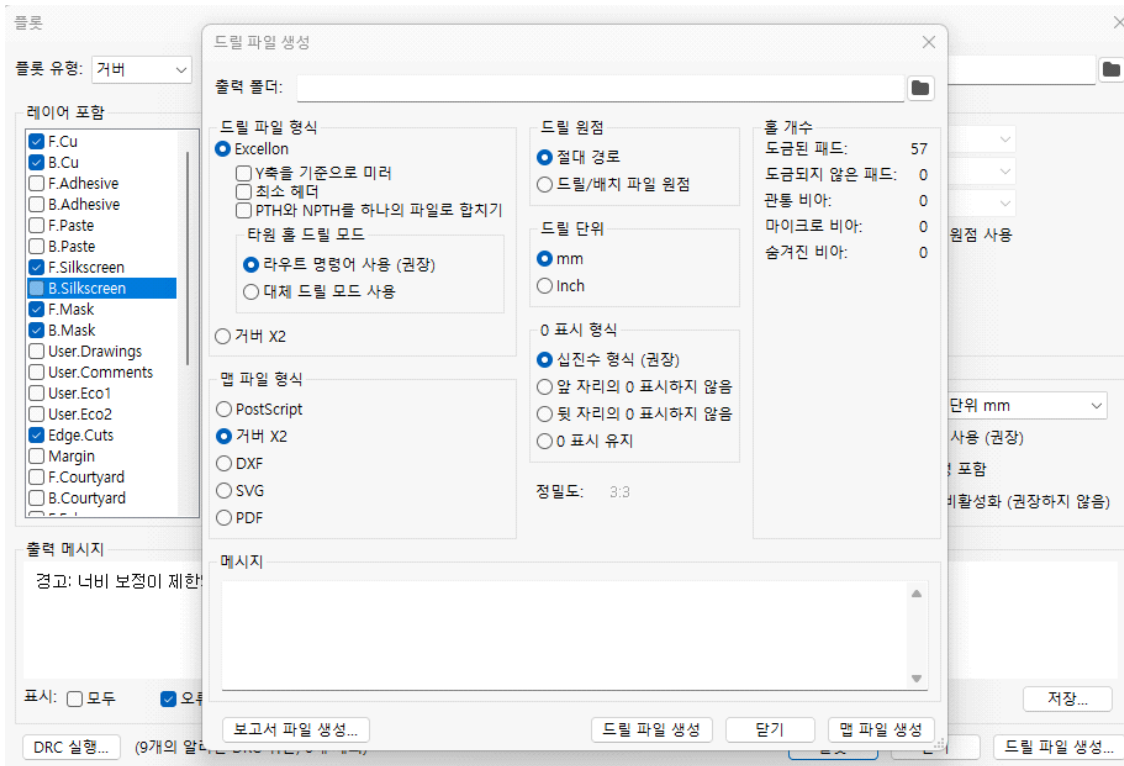 플롯
플롯 유형: 거버
레이어 포함
F.Cu
B.Cu
F.Adhesive
B.Adhesive
F.Paste
B.Paste
F.Silkscreen
B.Silkscreen
F.Mask
B.Mask
User.Drawings
User.Comments
User.Eco1
User.Eco2
Edge.Cuts
Margin
F.Courtyard
B.Courtyard
출력 메시지
경고: 너비 보정이 제한
표시: 모두 오류
DRC 실행...
(9개의 알려진 DRC
드릴 파일 생성
출력 폴더:
드릴 파일 형식
Excellon
Y축을 기준으로 미러
최소 헤더
PTH와 NPTH를 하나의 파일로 합치기
타원 홀 드릴 모드
라우트 명령어 사용 (권장)
대체 드릴 모드 사용
거버 X2
맵 파일 형식
PostScript
거버 X2
DXF
SVG
PDF
드릴 원점
절대 경로
드릴/배치 파일 원점
드릴 단위
mm
Inch
0 표시 형식
십진수 형식 (권장)
앞 자리의 0 표시하지 않음
뒷 자리의 0 표시하지 않음
0 표시 유지
정밀도: 3:3
홀 개수
도금된 패드: 57
도금되지 않은 패드: 0
관통 비아: 0
마이크로 비아: 0
숨겨진 비아: 0
메시지
보고서 파일 생성...
드릴 파일 생성
닫기
맵 파일 생성
원점 사용
단위 mm
사용 (권장)
포함
비활성화 (권장하지 않음)
저장...
드릴 파일 생성...